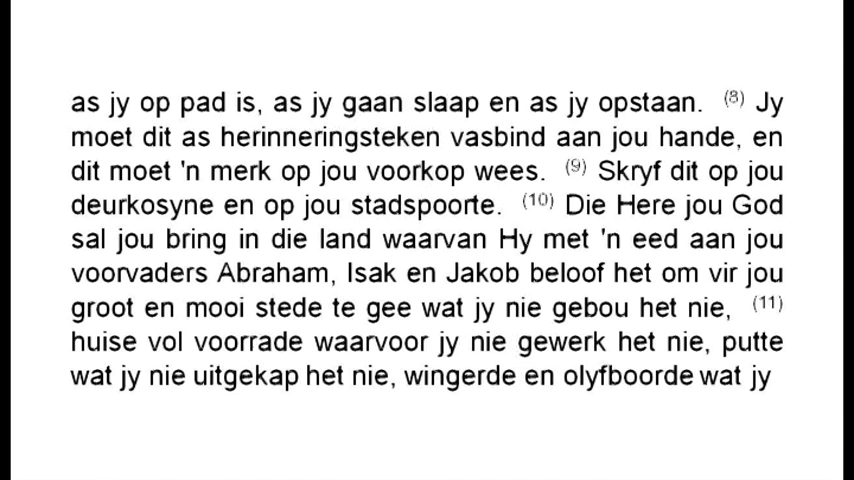 as jy op pad is, as jy gaan slaap en as jy opstaan. (8) Jy
moet dit as herinneringsteken vasbind aan jou hande, en
dit moet 'n merk op jou voorkop wees. (9) Skryf dit op jou
deurkosyne en op jou stadspoorte. (10) Die Here jou God
sal jou bring in die land waarvan Hy met 'n eed aan jou
voorvaders Abraham, Isak en Jakob beloof het om vir jou
groot en mooi stede te gee wat jy nie gebou het nie, (11)
huise vol voorrade waarvoor jy nie gewerk het nie, putte
wat jy nie uitgekap het nie, wingerde en olyfboorde wat jy